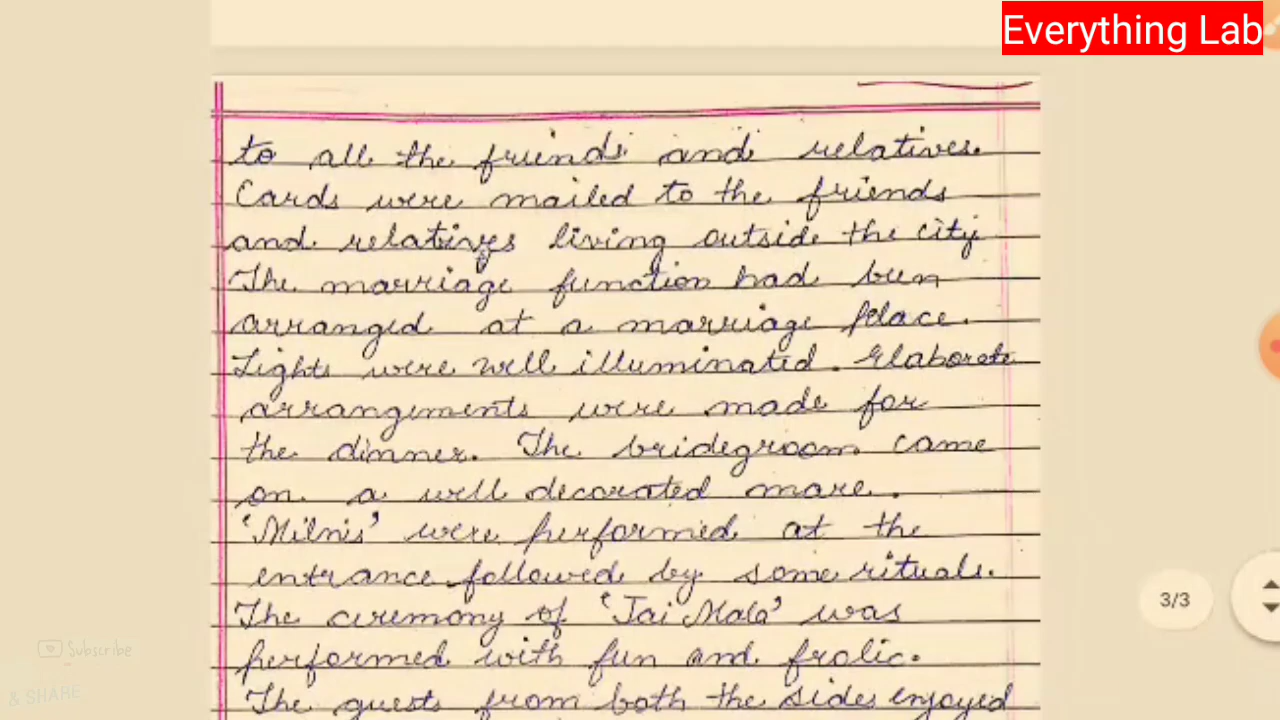 Everything Lab
to all the friends and relatives.
Cards were mailed to the friends
and relatives living outside the city
The marriage function had been
arranged at a marriage place.
Lights were well illuminated. Elaborate
arrangements were made for
the dinner. The bridegroom came
on a well decorated mare.
'Milnis' were performed at the
entrance followed by some rituals.
The ceremony of 'Jai Mala' was
performed with fun and frolic.
The guests from both the sides enjoyed
3/3
Subscribe
& SHARE